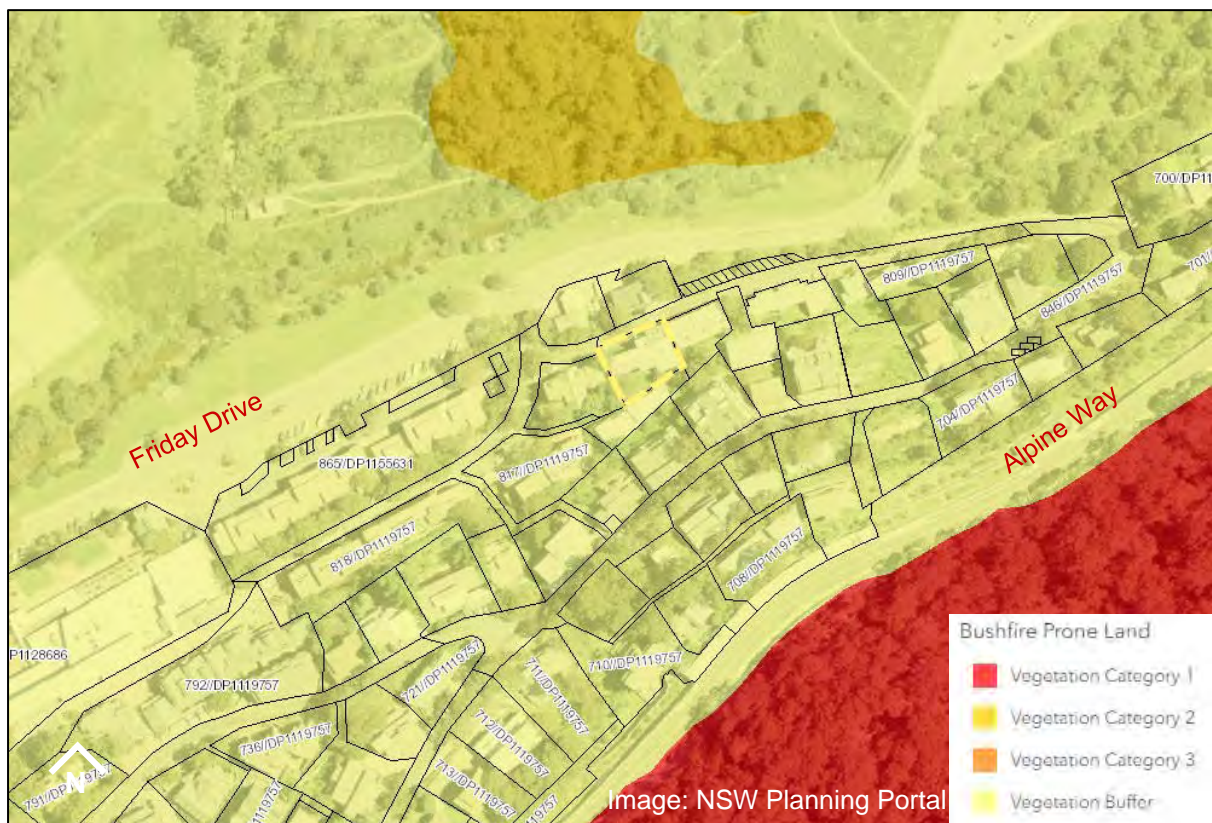 700//DP11
701//
809//DP1119757
846//DP1119757
704//DP1119757
Friday Drive
Alpine Way
865//DP1155631
817//DP1119757
818//DP1119757
708//DP1119757
P1128686
792//DP1119757
721//DP1119757
711//DP1119757
710//DP1119757
712//DP1119757
736//DP1119757
713//DP1119757
N
Image: NSW Planning Portal
Bushfire Prone Land
Vegetation Category 1
Vegetation Category 2
Vegetation Category 3
Vegetation Buffer